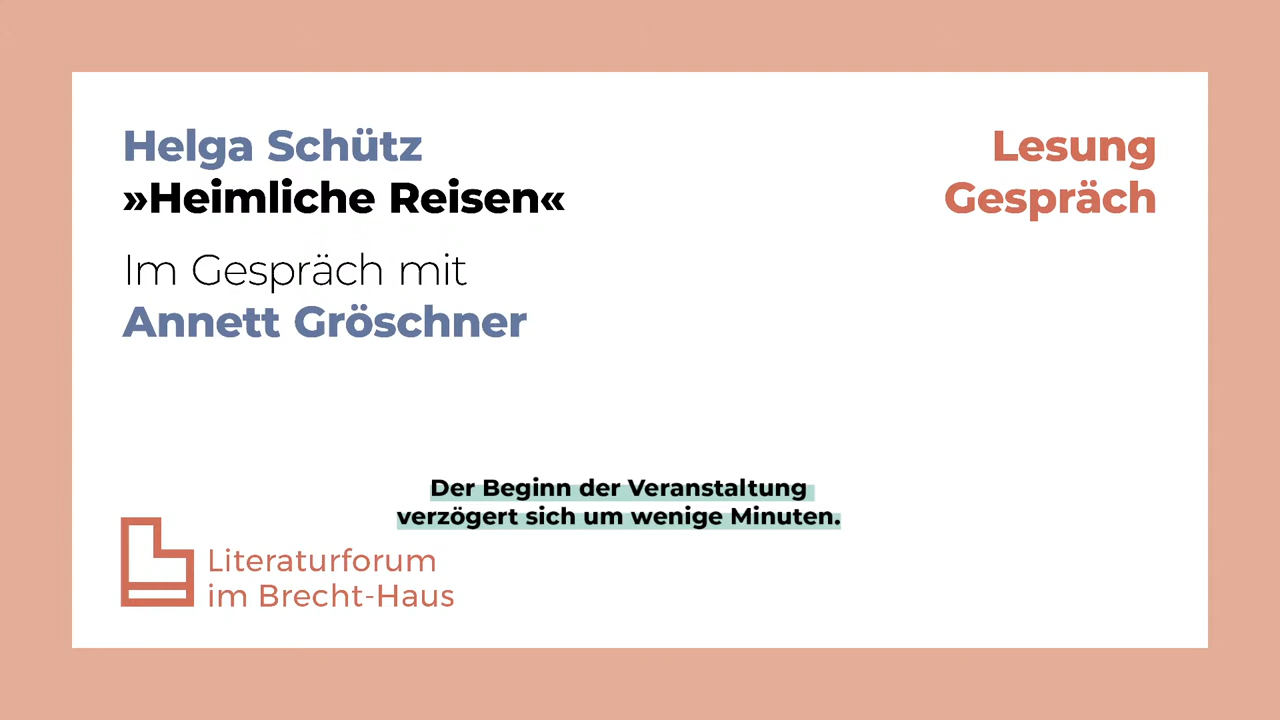 Helga Schütz
»Heimliche Reisen«
Im Gespräch mit
Annett Gröschner
Lesung
Gespräch
Der Beginn der Veranstaltung
verzögert sich um wenige Minuten.
Literaturforum
im Brecht-Haus